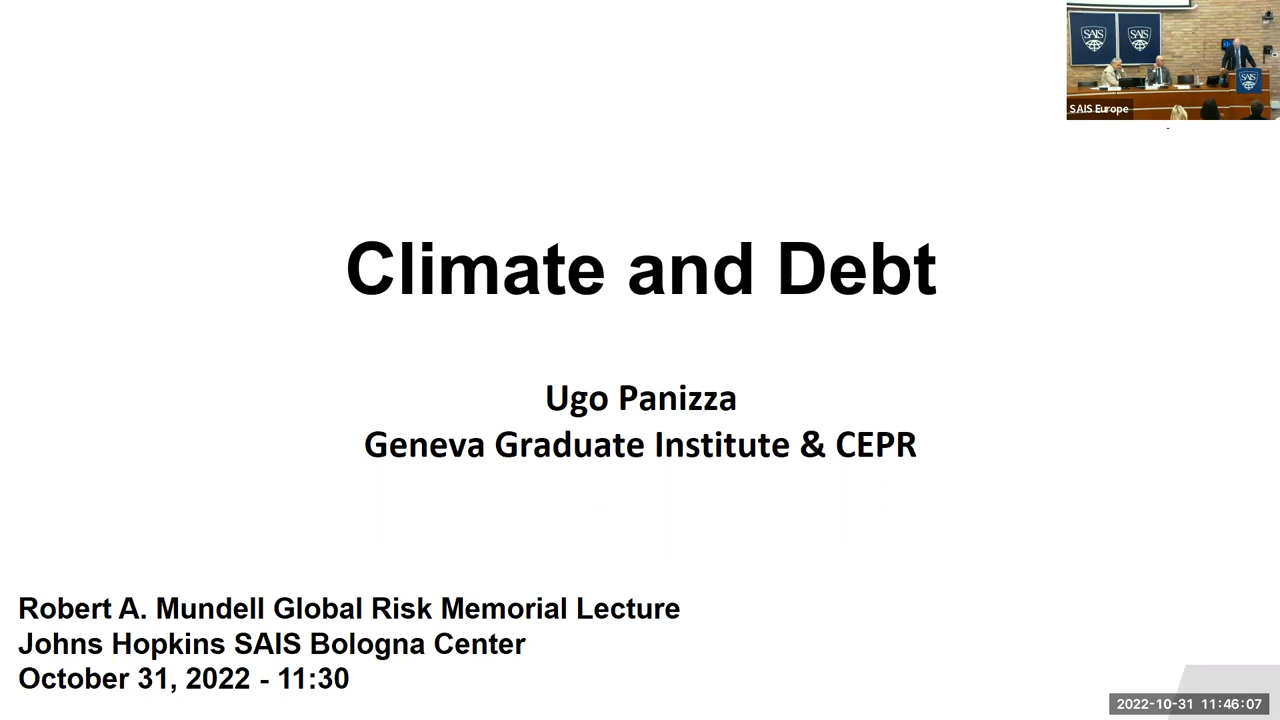 SAIS
SAIS
SAIS
SAIS Europe
Climate and Debt
Ugo Panizza
Geneva Graduate Institute & CEPR
Robert A. Mundell Global Risk Memorial Lecture
Johns Hopkins SAIS Bologna Center
October 31, 2022 - 11:30
2022-10-31 11:46:07